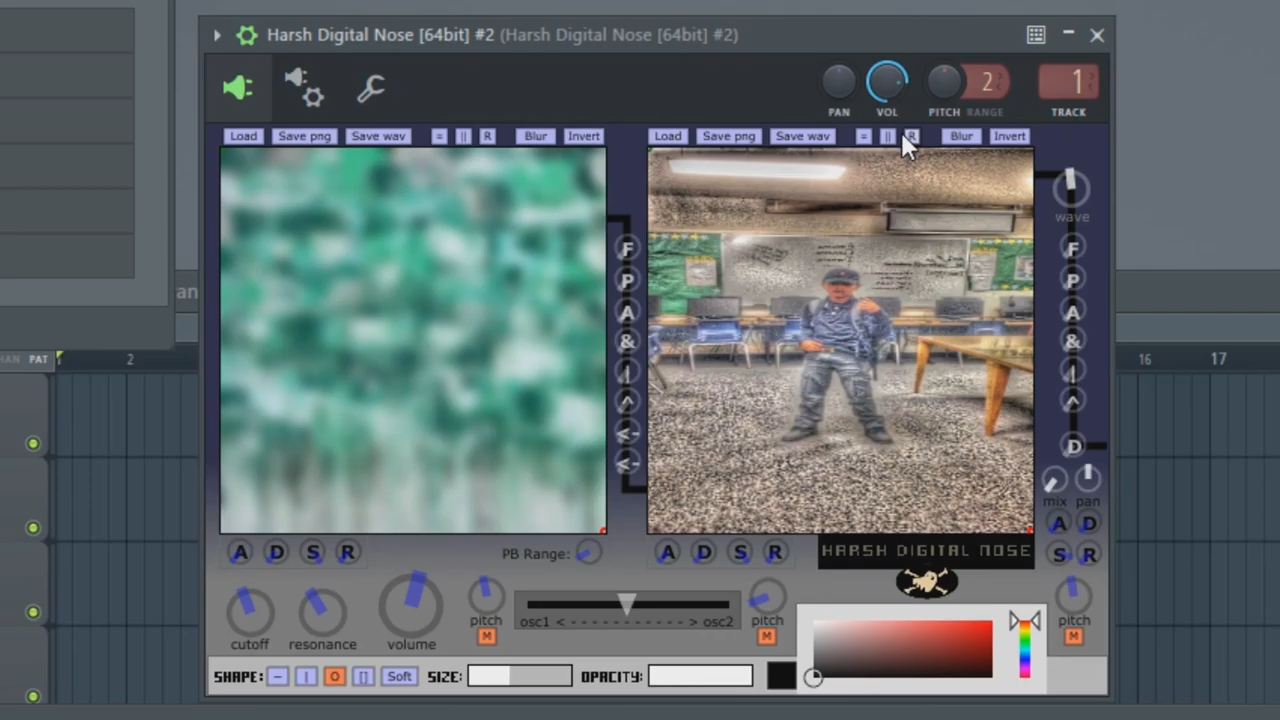 Harsh Digital Nose [64bit] #2 (Harsh Digital Nose [64bit] #2)
2
1
PAN VOL PITCH RANGE TRACK
Load Save png Save wav = || R Blur Invert
Load Save png Save wav = || R Blur Invert
wave
F F
P P
A A
& &
| |
^ ^
<-
<-
D
mix pan
A D
S R
A D S R
PB Range:
A D S R
HARSH DIGITAL NOSE
cutoff resonance volume
pitch
M
osc1 < - - - - - - - - - - - > osc2
pitch
M
pitch
M
SHAPE: – | O [] Soft SIZE: OPACITY:
PAT
2
16 17